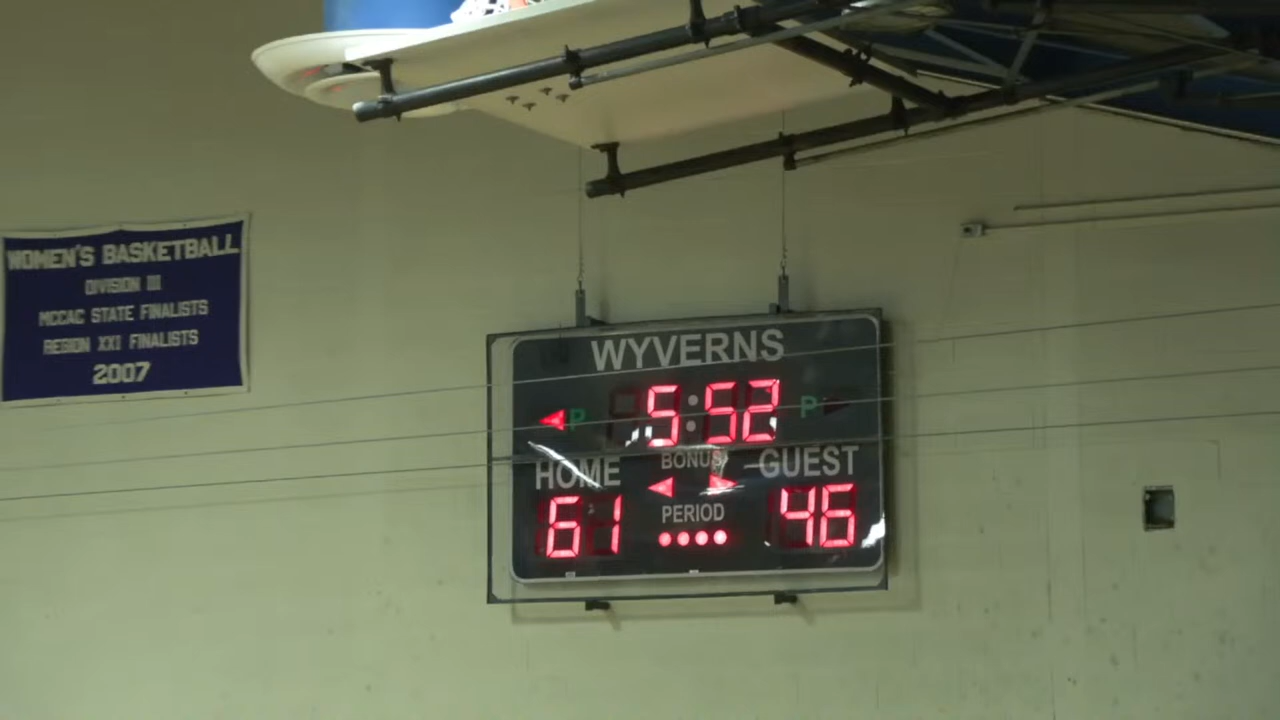 WOMEN'S BASKETBALL
DIVISION III
MCCAC STATE FINALISTS
REGION XXI FINALISTS
2007
WYVERNS
P 5:52 P
HOME BONUS GUEST
61 PERIOD 46